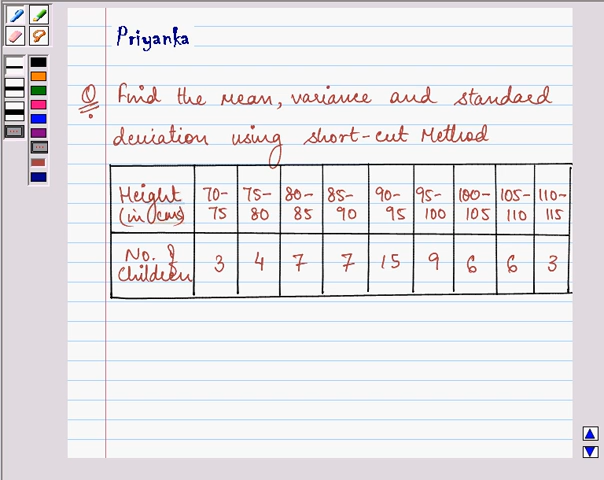 Priyanka
Q Find the mean, variance and standard
deviation using short-cut Method
Height (in cms) 70-75 75-80 80-85 85-90 90-95 95-100 100-105 105-110 110-115
No. of Children 3 4 7 7 15 9 6 6 3